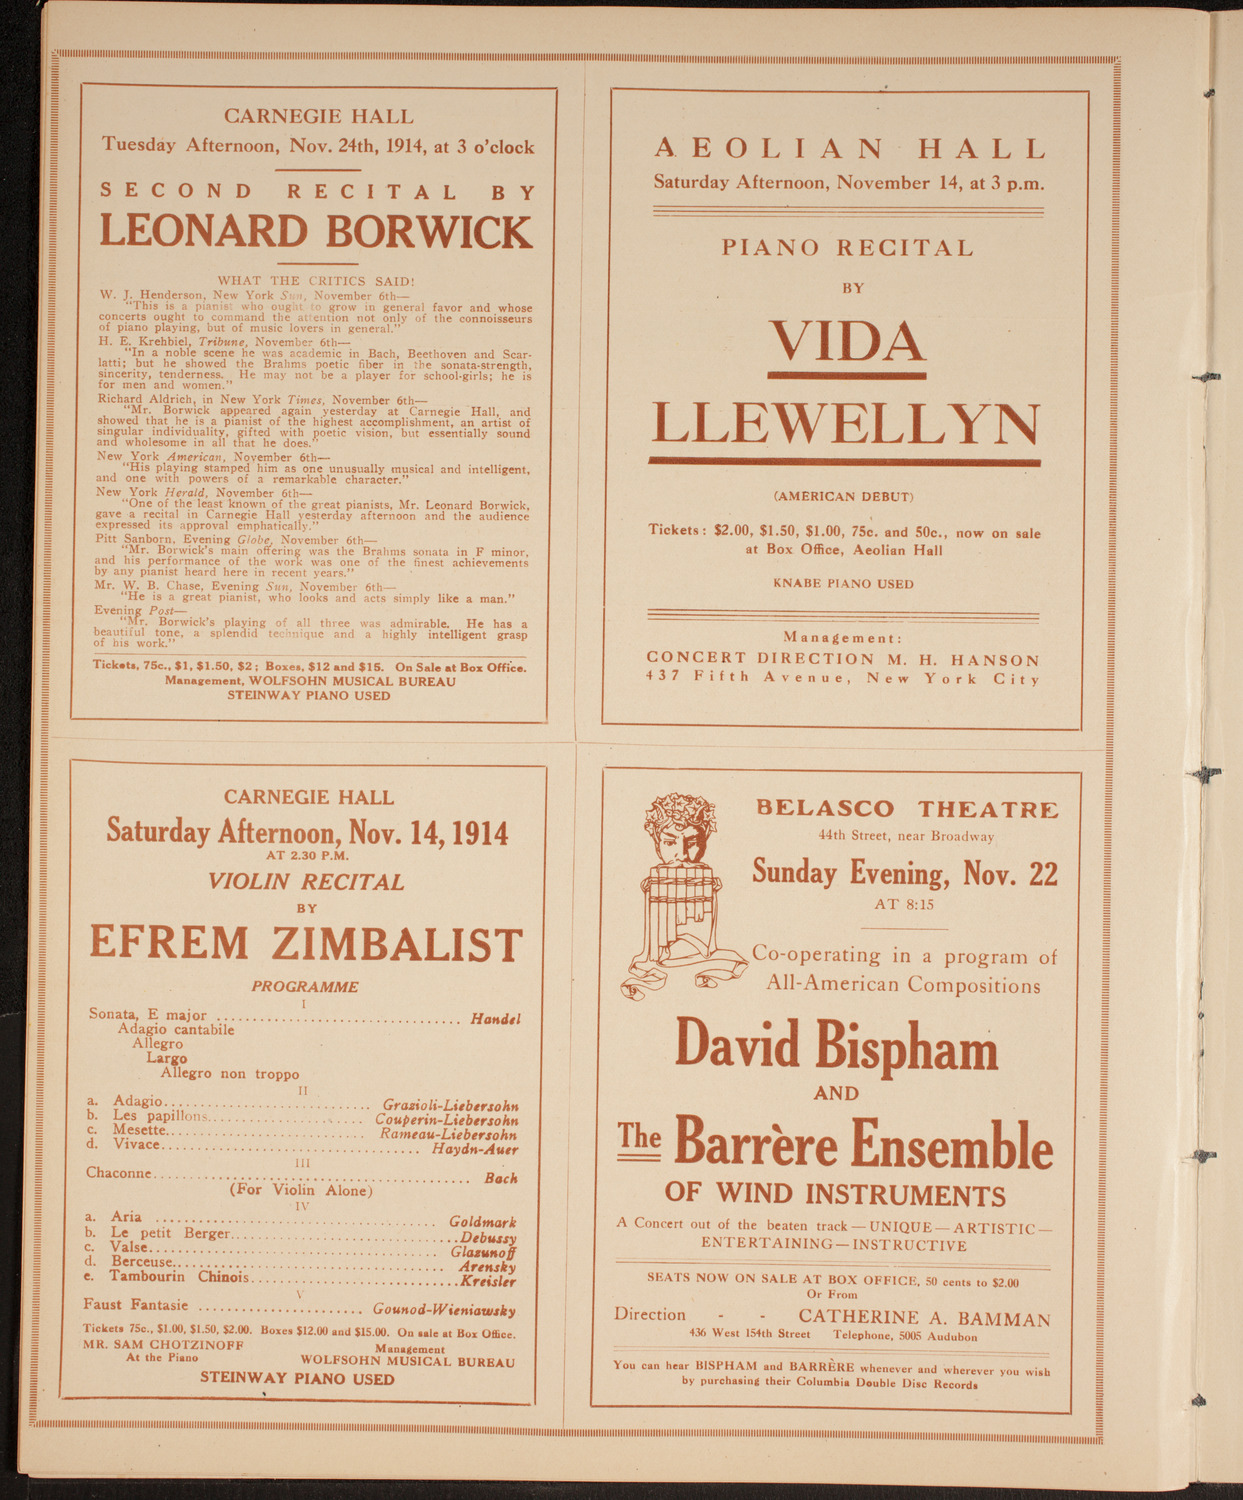 CARNEGIE HALL
Tuesday Afternoon, Nov. 24th, 1914, at 3 o'clock
SECOND RECITAL BY
LEONARD BORWICK
WHAT THE CRITICS SAID!
W. J. Henderson, New York Sun, November 6th—
"This is a pianist who ought to grow in general favor and whose
concerts ought to command the attention not only of the connoisseurs
of piano playing, but of music lovers in general."
H. E. Krehbiel, Tribune, November 6th—
"In a noble scene he was academic in Bach, Beethoven and Scar-
latti; but he showed the Brahms poetic fiber in the sonata-strength,
sincerity, tenderness. He may not be a player for school-girls; he is
for men and women."
Richard Aldrich, in New York Times, November 6th—
"Mr. Borwick appeared again yesterday at Carnegie Hall, and
showed that he is a pianist of the highest accomplishment, an artist of
singular individuality, gifted with poetic vision, but essentially sound
and wholesome in all that he does."
New York American, November 6th—
"His playing stamped him as one unusually musical and intelligent,
and one with powers of a remarkable character."
New York Herald, November 6th—
"One of the least known of the great pianists, Mr. Leonard Borwick,
gave a recital in Carnegie Hall yesterday afternoon and the audience
expressed its approval emphatically."
Pitt Sanborn, Evening Globe, November 6th—
"Mr. Borwick's main offering was the Brahms sonata in F minor,
and his performance of the work was one of the finest achievements
by any pianist heard here in recent years."
Mr. W. B. Chase, Evening Sun, November 6th—
"He is a great pianist, who looks and acts simply like a man."
Evening Post—
"Mr. Borwick's playing of all three was admirable. He has a
beautiful tone, a splendid technique and a highly intelligent grasp
of his work."
Tickets, 75c., $1, $1.50, $2; Boxes, $12 and $15. On Sale at Box Office.
Management, WOLFSOHN MUSICAL BUREAU
STEINWAY PIANO USED
AEOLIAN HALL
Saturday Afternoon, November 14, at 3 p.m.
PIANO RECITAL
BY
VIDA
LLEWELLYN
(AMERICAN DEBUT)
Tickets: $2.00, $1.50, $1.00, 75c. and 50c., now on sale
at Box Office, Aeolian Hall
KNABE PIANO USED
Management:
CONCERT DIRECTION M. H. HANSON
437 Fifth Avenue, New York City
CARNEGIE HALL
Saturday Afternoon, Nov. 14, 1914
AT 2.30 P.M.
VIOLIN RECITAL
BY
EFREM ZIMBALIST
PROGRAMME
I
Sonata, E major .................................. Handel
Adagio cantabile
Allegro
Largo
Allegro non troppo
II
a. Adagio............................. Grazioli-Liebersohn
b. Les papillons...................... Couperin-Liebersohn
c. Mesette............................ Rameau-Liebersohn
d. Vivace.................................... Haydn-Auer
III
Chaconne............................................ Bach
(For Violin Alone)
IV
a. Aria ....................................... Goldmark
b. Le petit Berger................................Debussy
c. Valse........................................ Glazunoff
d. Berceuse...................................... Arensky
e. Tambourin Chinois.............................Kreisler
V
Faust Fantasie ....................... Gounod-Wieniawsky
Tickets 75c., $1.00, $1.50, $2.00. Boxes $12.00 and $15.00. On sale at Box Office.
MR. SAM CHOTZINOFF
At the Piano
Management
WOLFSOHN MUSICAL BUREAU
STEINWAY PIANO USED
BELASCO THEATRE
44th Street, near Broadway
Sunday Evening, Nov. 22
AT 8:15
Co-operating in a program of
All-American Compositions
David Bispham
AND
The Barrère Ensemble
OF WIND INSTRUMENTS
A Concert out of the beaten track—UNIQUE—ARTISTIC—
ENTERTAINING—INSTRUCTIVE
SEATS NOW ON SALE AT BOX OFFICE, 50 cents to $2.00
Or From
Direction - - CATHERINE A. BAMMAN
436 West 154th Street Telephone, 5005 Audubon
You can hear BISPHAM and BARRÈRE whenever and wherever you wish
by purchasing their Columbia Double Disc Records